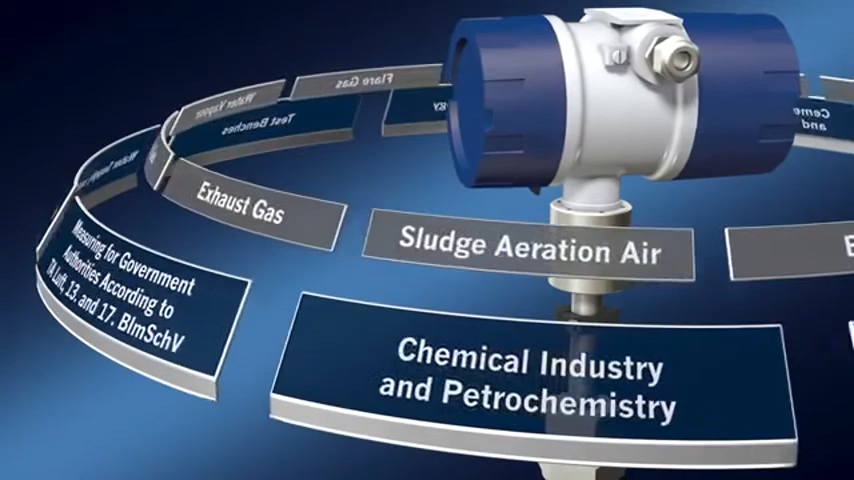 Flare Gas
Water Vapour
Test Benches
Exhaust Gas
Sludge Aeration Air
Measuring for Government
Authorities According to
TA Luft, 13. and 17. BImSchV
Chemical Industry
and Petrochemistry
and